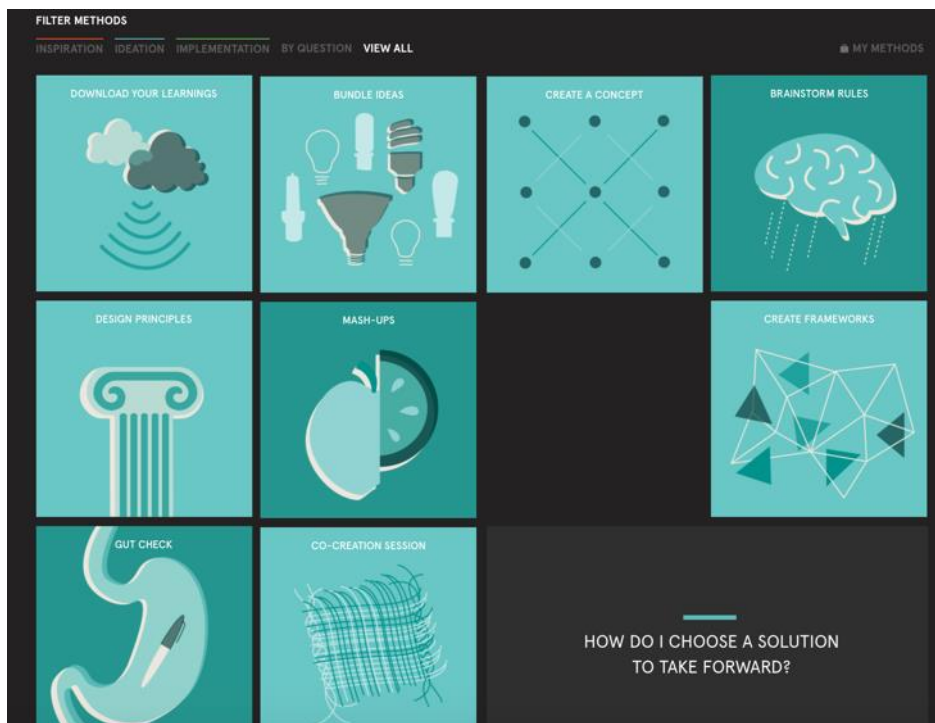 FILTER METHODS
INSPIRATION IDEATION IMPLEMENTATION BY QUESTION VIEW ALL MY METHODS
DOWNLOAD YOUR LEARNINGS
BUNDLE IDEAS
CREATE A CONCEPT
BRAINSTORM RULES
DESIGN PRINCIPLES
MASH-UPS
CREATE FRAMEWORKS
GUT CHECK
CO-CREATION SESSION
HOW DO I CHOOSE A SOLUTION
TO TAKE FORWARD?